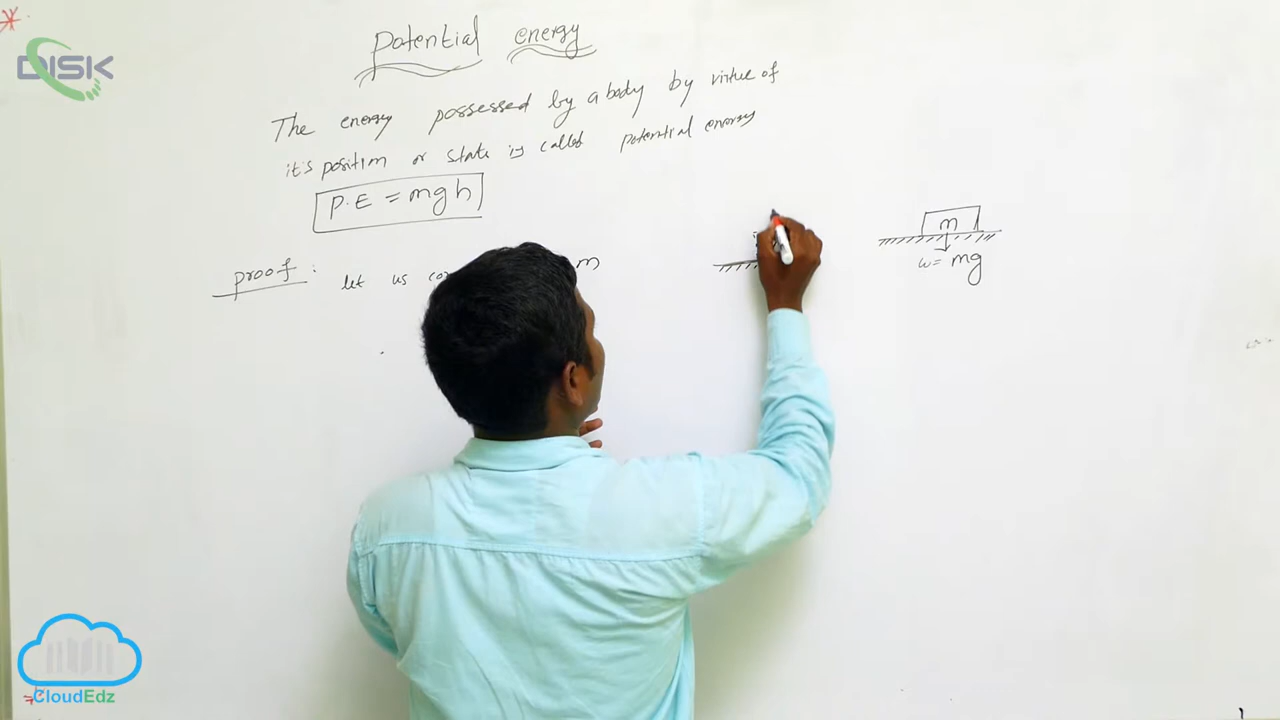 DISK
Potential energy
The energy possessed by a body by virtue of
it's position or state is called potential energy
P.E = mgh
proof : let us m
m
w = mg
CloudEdz